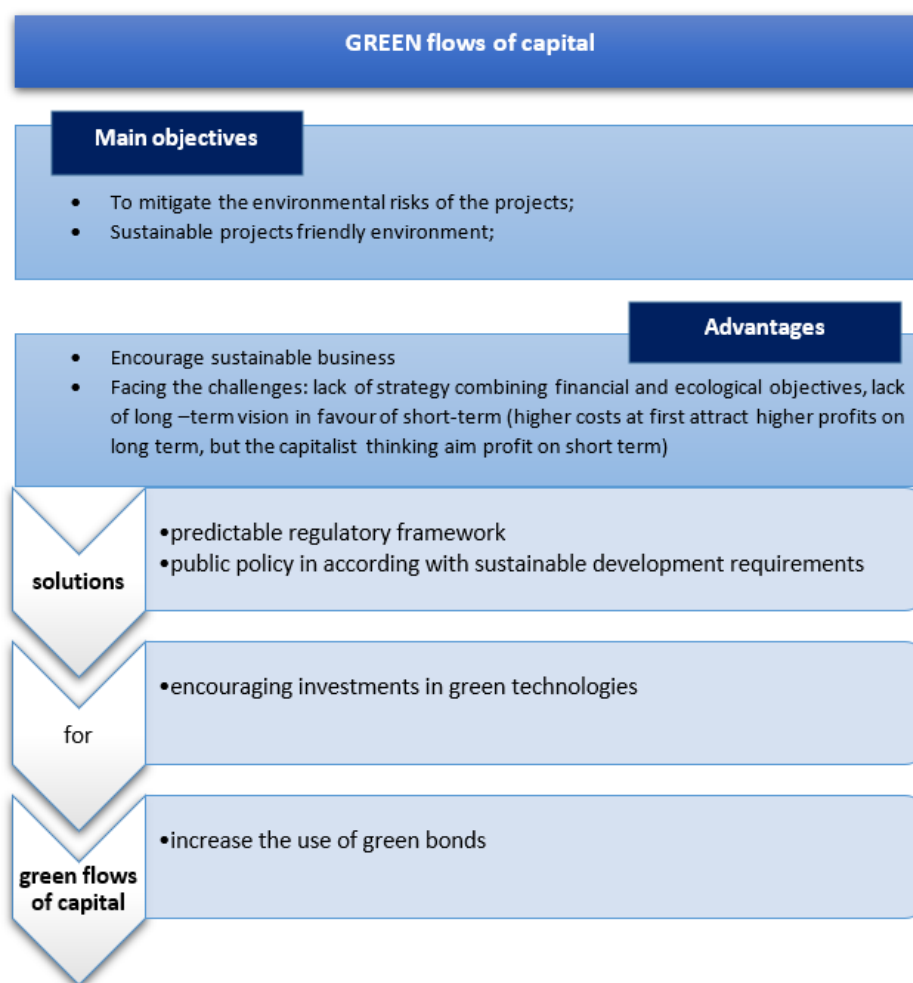 GREEN flows of capital
Main objectives
• To mitigate the environmental risks of the projects;
• Sustainable projects friendly environment;
Advantages
• Encourage sustainable business
• Facing the challenges: lack of strategy combining financial and ecological objectives, lack
of long –term vision in favour of short-term (higher costs at first attract higher profits on
long term, but the capitalist thinking aim profit on short term)
solutions
•predictable regulatory framework
•public policy in according with sustainable development requirements
for
•encouraging investments in green technologies
green flows
of capital
•increase the use of green bonds